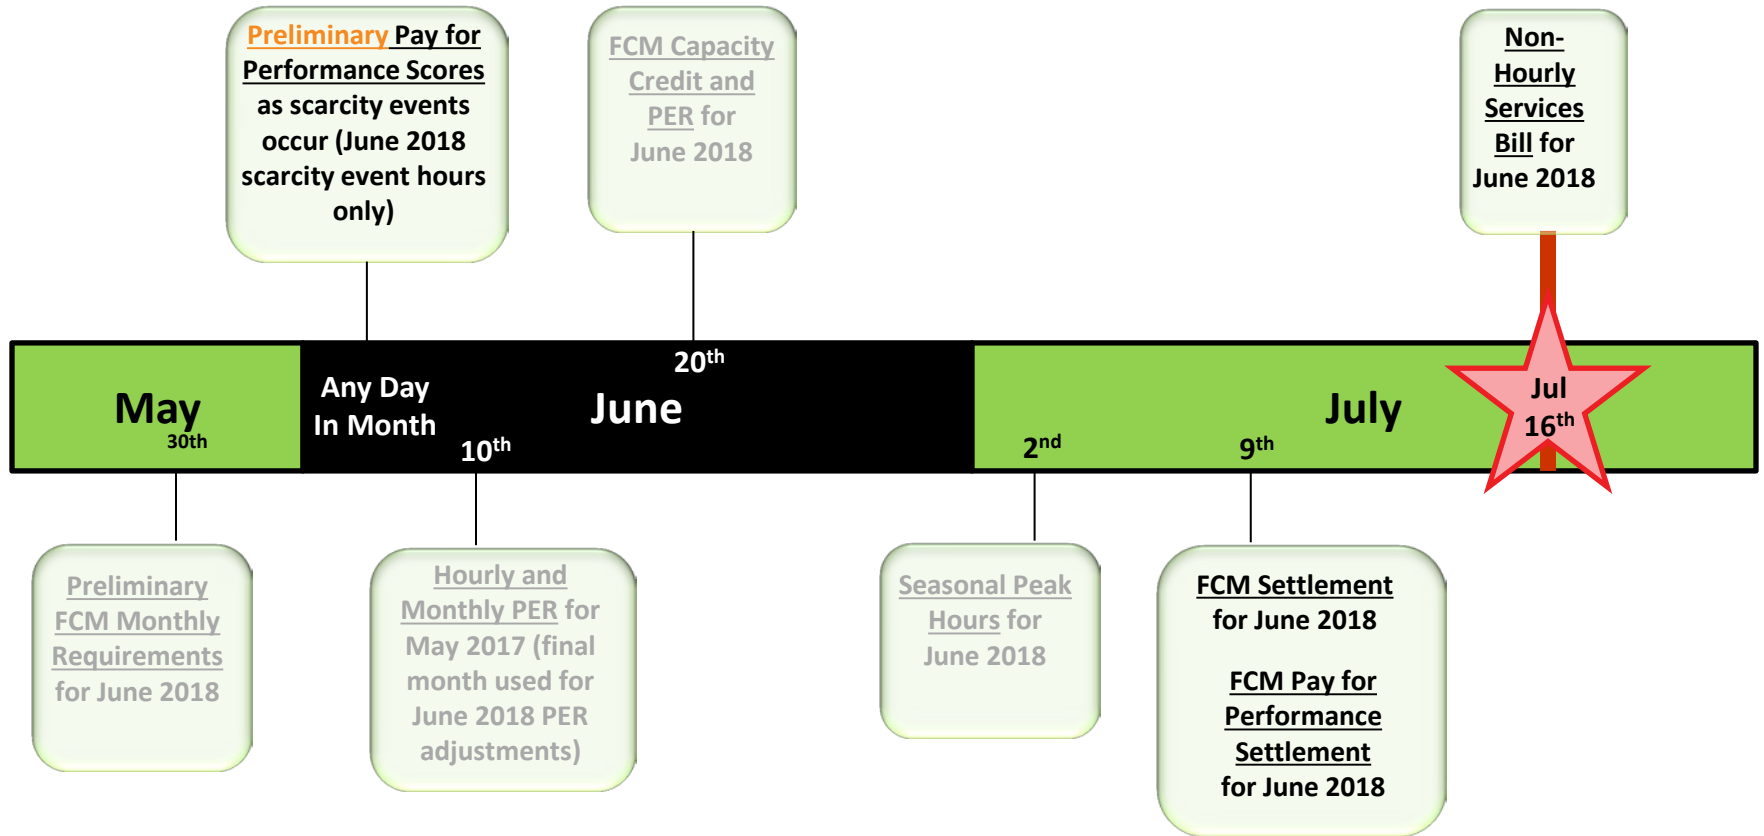 Preliminary Pay for
Performance Scores
as scarcity events
occur (June 2018
scarcity event hours
only)
FCM Capacity
Credit and
PER for
June 2018
Non-
Hourly
Services
Bill for
June 2018
May
30th
Any Day
In Month
10th
June
20th
2nd
9th
July
Jul
16th
Preliminary
FCM Monthly
Requirements
for June 2018
Hourly and
Monthly PER for
May 2017 (final
month used for
June 2018 PER
adjustments)
Seasonal Peak
Hours for
June 2018
FCM Settlement
for June 2018
FCM Pay for
Performance
Settlement
for June 2018